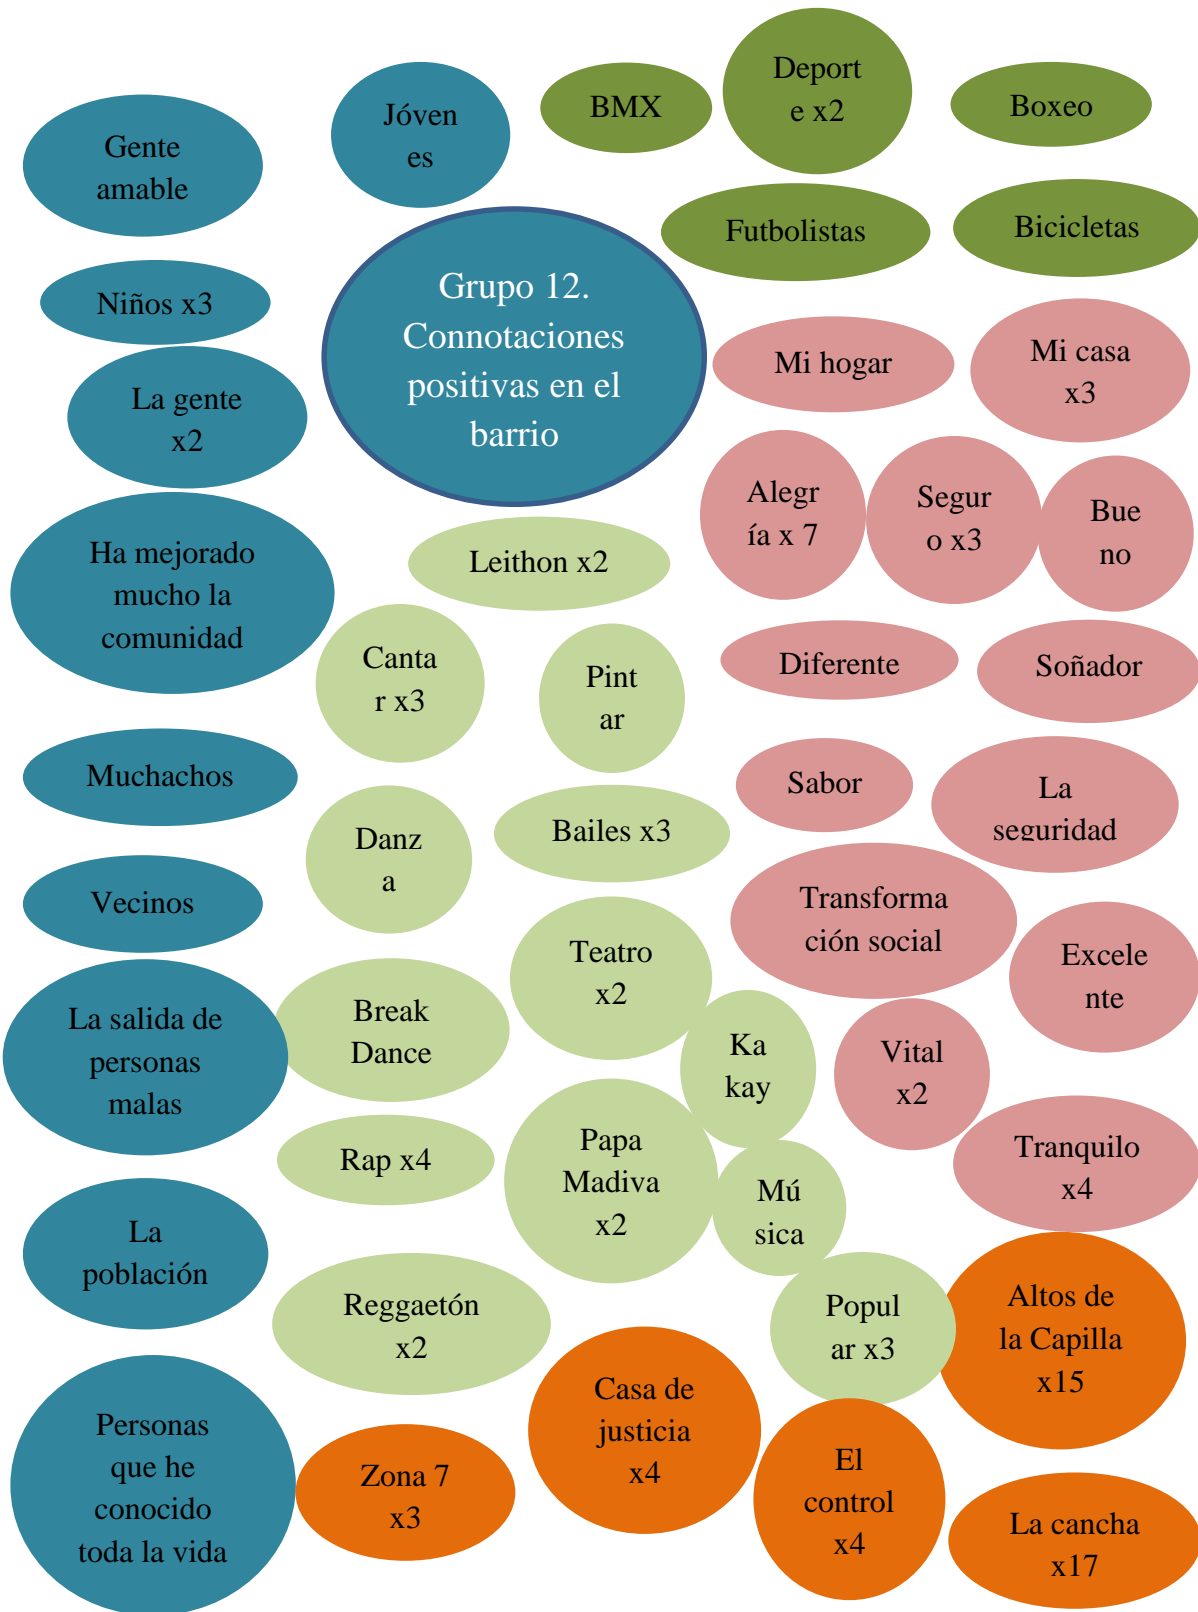 Gente
amable
Jóven
es
BMX
Deport
e x2
Boxeo
Futbolistas
Bicicletas
Niños x3
Grupo 12.
Connotaciones
positivas en el
barrio
Mi hogar
Mi casa
x3
La gente
x2
Alegr
ía x 7
Segur
o x3
Bue
no
Ha mejorado
mucho la
comunidad
Leithon x2
Canta
r x3
Pint
ar
Diferente
Soñador
Muchachos
Sabor
La
seguridad
Danz
a
Bailes x3
Vecinos
Transforma
ción social
Teatro
x2
Excele
nte
La salida de
personas
malas
Break
Dance
Ka
kay
Vital
x2
Rap x4
Papa
Madiva
x2
Tranquilo
x4
Mú
sica
La
población
Reggaetón
x2
Popul
ar x3
Altos de
la Capilla
x15
Casa de
justicia
x4
Personas
que he
conocido
toda la vida
Zona 7
x3
El
control
x4
La cancha
x17